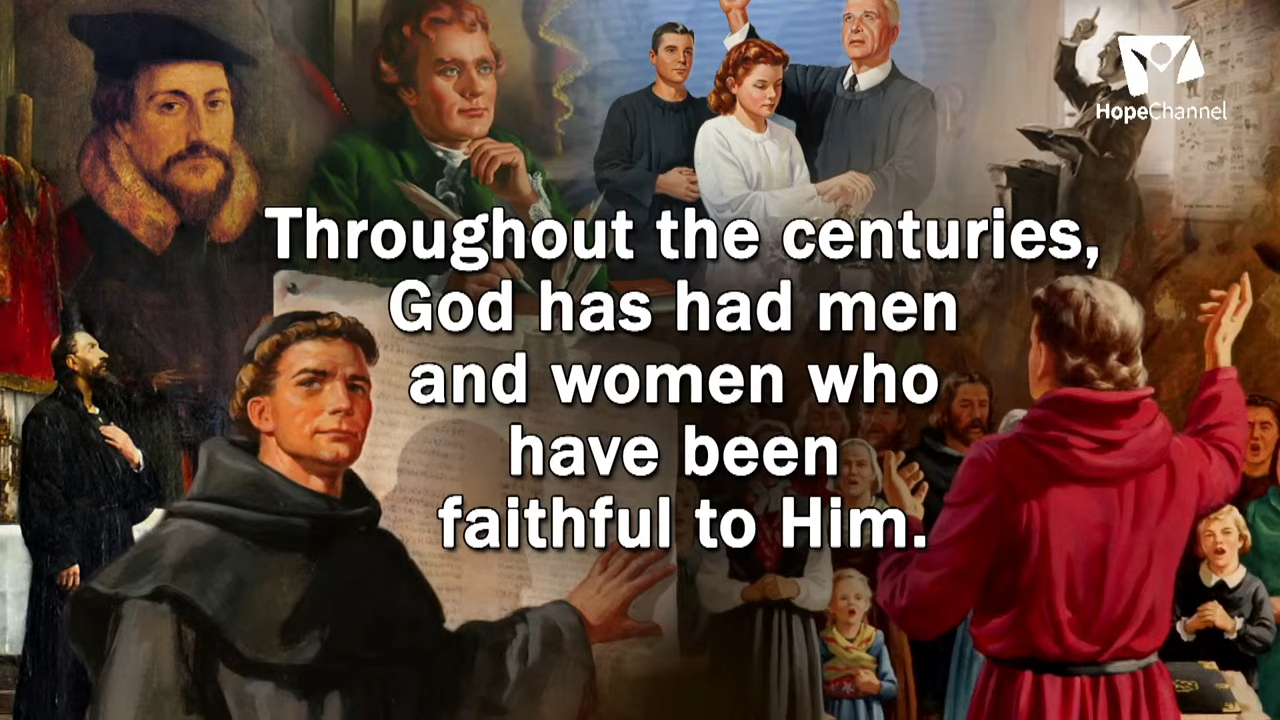 HopeChannel
Throughout the centuries,
God has had men
and women who
have been
faithful to Him.